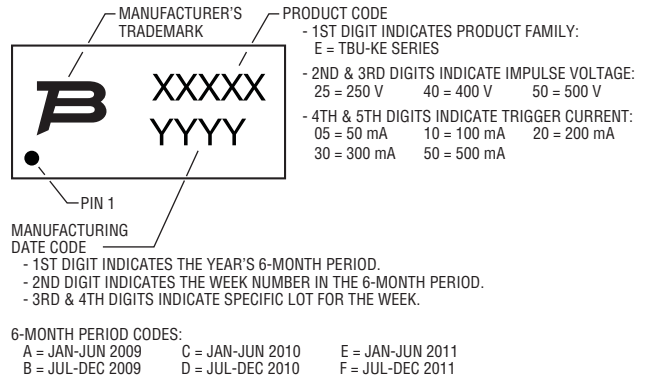 MANUFACTURER'S
TRADEMARK
PRODUCT CODE
- 1ST DIGIT INDICATES PRODUCT FAMILY:
E = TBU-KE SERIES
- 2ND & 3RD DIGITS INDICATE IMPULSE VOLTAGE:
25 = 250 V 40 = 400 V 50 = 500 V
- 4TH & 5TH DIGITS INDICATE TRIGGER CURRENT:
05 = 50 mA 10 = 100 mA 20 = 200 mA
30 = 300 mA 50 = 500 mA
B
XXXXX
YYYY
PIN 1
MANUFACTURING
DATE CODE
- 1ST DIGIT INDICATES THE YEAR'S 6-MONTH PERIOD.
- 2ND DIGIT INDICATES THE WEEK NUMBER IN THE 6-MONTH PERIOD.
- 3RD & 4TH DIGITS INDICATE SPECIFIC LOT FOR THE WEEK.
6-MONTH PERIOD CODES:
A = JAN-JUN 2009 C = JAN-JUN 2010 E = JAN-JUN 2011
B = JUL-DEC 2009 D = JUL-DEC 2010 F = JUL-DEC 2011